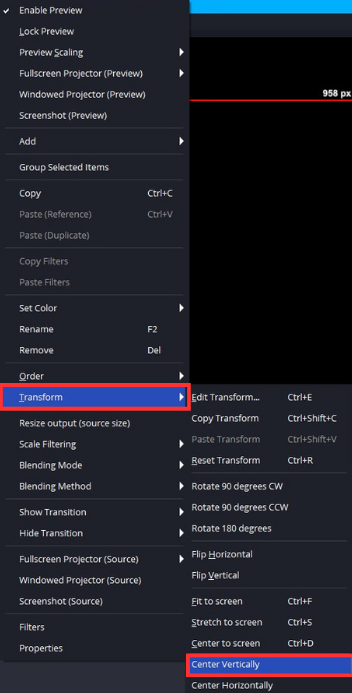 Enable Preview
Lock Preview
Preview Scaling
Fullscreen Projector (Preview)
Windowed Projector (Preview)
958 px
Screenshot (Preview)
Add
Group Selected Items
Copy Ctrl+C
Paste (Reference) Ctrl+V
Paste (Duplicate)
Copy Filters
Paste Filters
Set Color
Rename F2
Remove Del
Order
Transform
Edit Transform... Ctrl+E
Resize output (source size)
Copy Transform Ctrl+Shift+C
Scale Filtering
Paste Transform Ctrl+Shift+V
Blending Mode
Reset Transform Ctrl+R
Blending Method
Rotate 90 degrees CW
Show Transition
Rotate 90 degrees CCW
Hide Transition
Rotate 180 degrees
Fullscreen Projector (Source)
Flip Horizontal
Windowed Projector (Source)
Flip Vertical
Screenshot (Source)
Fit to screen Ctrl+F
Filters
Stretch to screen Ctrl+S
Properties
Center to screen Ctrl+D
Center Vertically
Center Horizontally